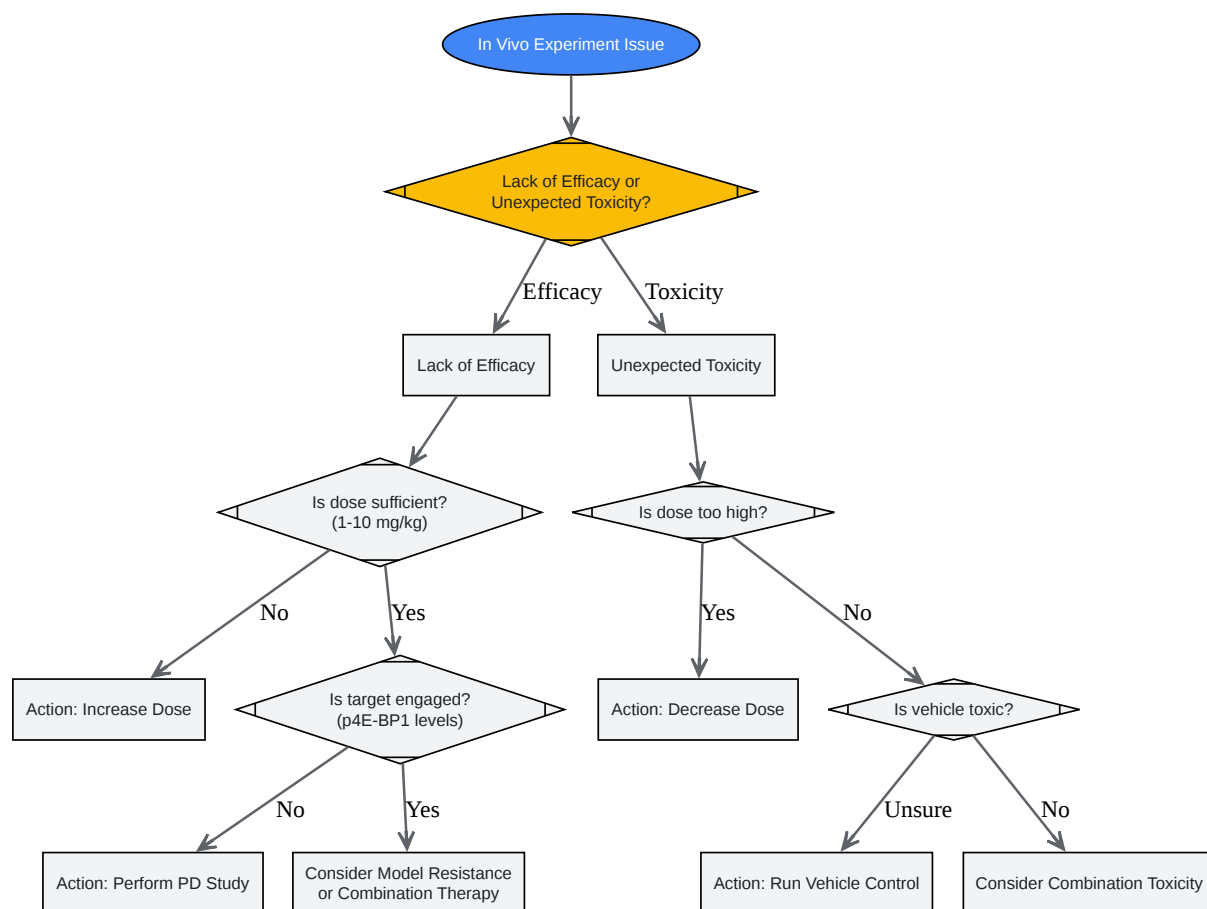 In Vivo Experiment Issue
Lack of Efficacy or
Unexpected Toxicity?
Efficacy
Toxicity
Lack of Efficacy
Unexpected Toxicity
Is dose sufficient?
(1-10 mg/kg)
Is dose too high?
No
Yes
Yes
No
Action: Increase Dose
Is target engaged?
(p4E-BP1 levels)
Action: Decrease Dose
Is vehicle toxic?
No
Yes
Unsure
No
Action: Perform PD Study
Consider Model Resistance
or Combination Therapy
Action: Run Vehicle Control
Consider Combination Toxicity